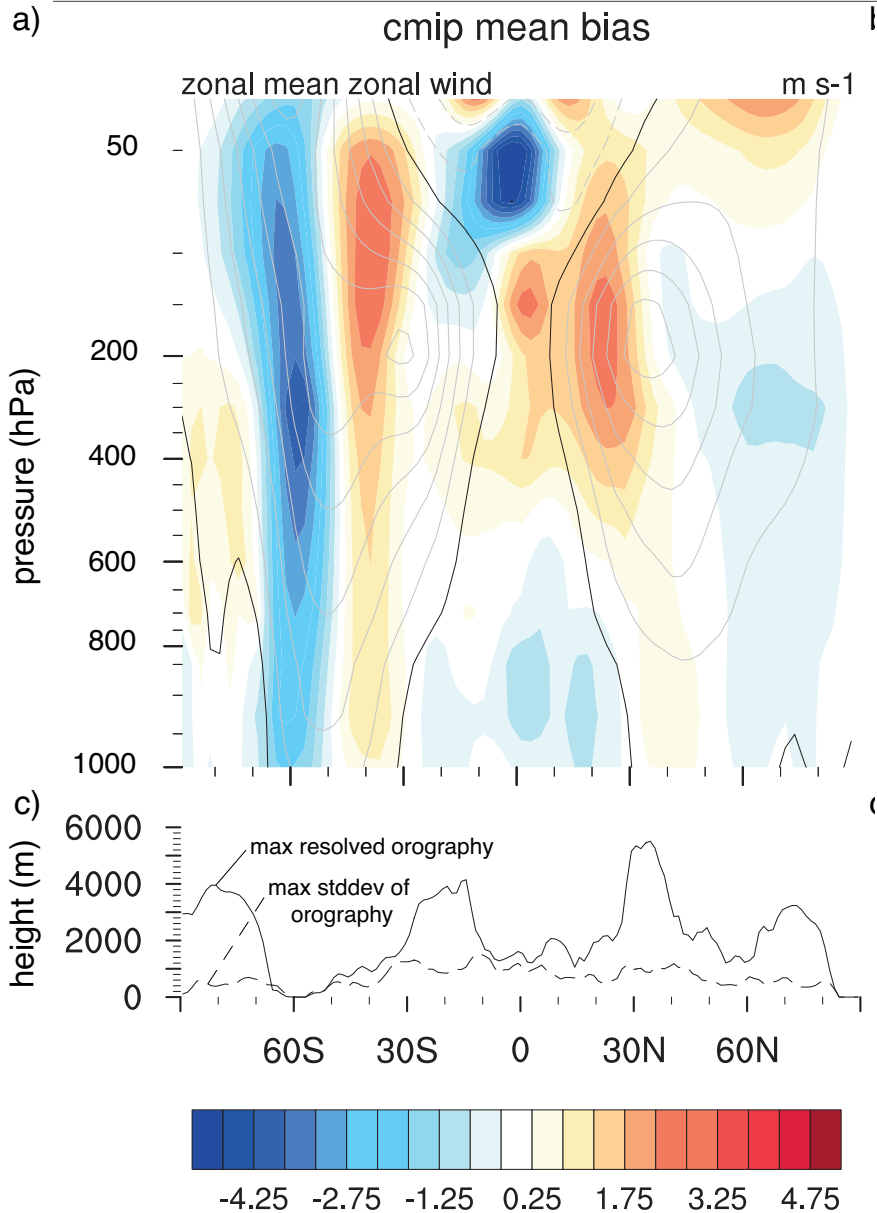 a)
cmip mean bias
b
zonal mean zonal wind
m s-1
50
200
400
600
800
1000
pressure (hPa)
c)
6000
4000
2000
0
height (m)
max resolved orography
max stddev of
orography
60S
30S
0
30N
60N
-4.25
-2.75
-1.25
0.25
1.75
3.25
4.75